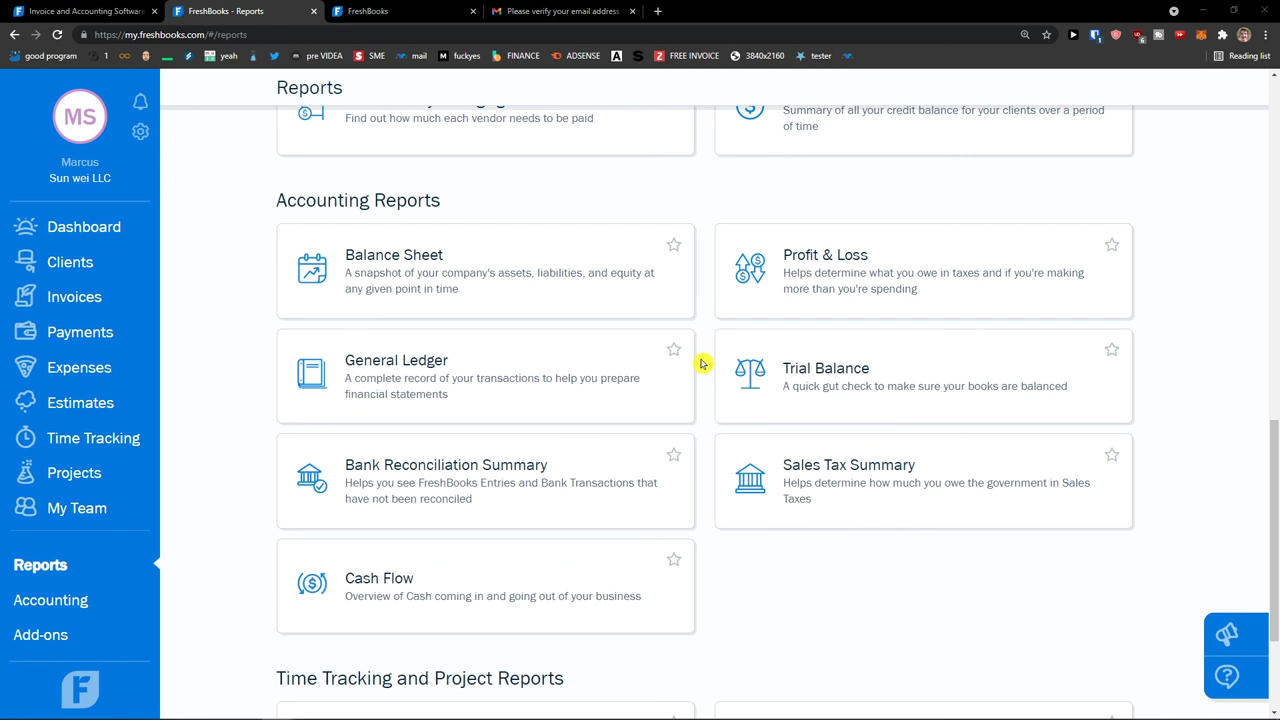 Invoice and Accounting Software
FreshBooks - Reports
FreshBooks
Please verify your email address
https://my.freshbooks.com/#/reports
good program
1
yeah
pre VIDEA
SME
mail
fuckyes
FINANCE
ADSENSE
FREE INVOICE
3840x2160
tester
Reading list
MS
Marcus
Sun wei LLC
Dashboard
Clients
Invoices
Payments
Expenses
Estimates
Time Tracking
Projects
My Team
Reports
Accounting
Add-ons
Reports
Find out how much each vendor needs to be paid
Summary of all your credit balance for your clients over a period
of time
Accounting Reports
Balance Sheet
A snapshot of your company's assets, liabilities, and equity at
any given point in time
Profit & Loss
Helps determine what you owe in taxes and if you're making
more than you're spending
General Ledger
A complete record of your transactions to help you prepare
financial statements
Trial Balance
A quick gut check to make sure your books are balanced
Bank Reconciliation Summary
Helps you see FreshBooks Entries and Bank Transactions that
have not been reconciled
Sales Tax Summary
Helps determine how much you owe the government in Sales
Taxes
Cash Flow
Overview of Cash coming in and going out of your business
Time Tracking and Project Reports